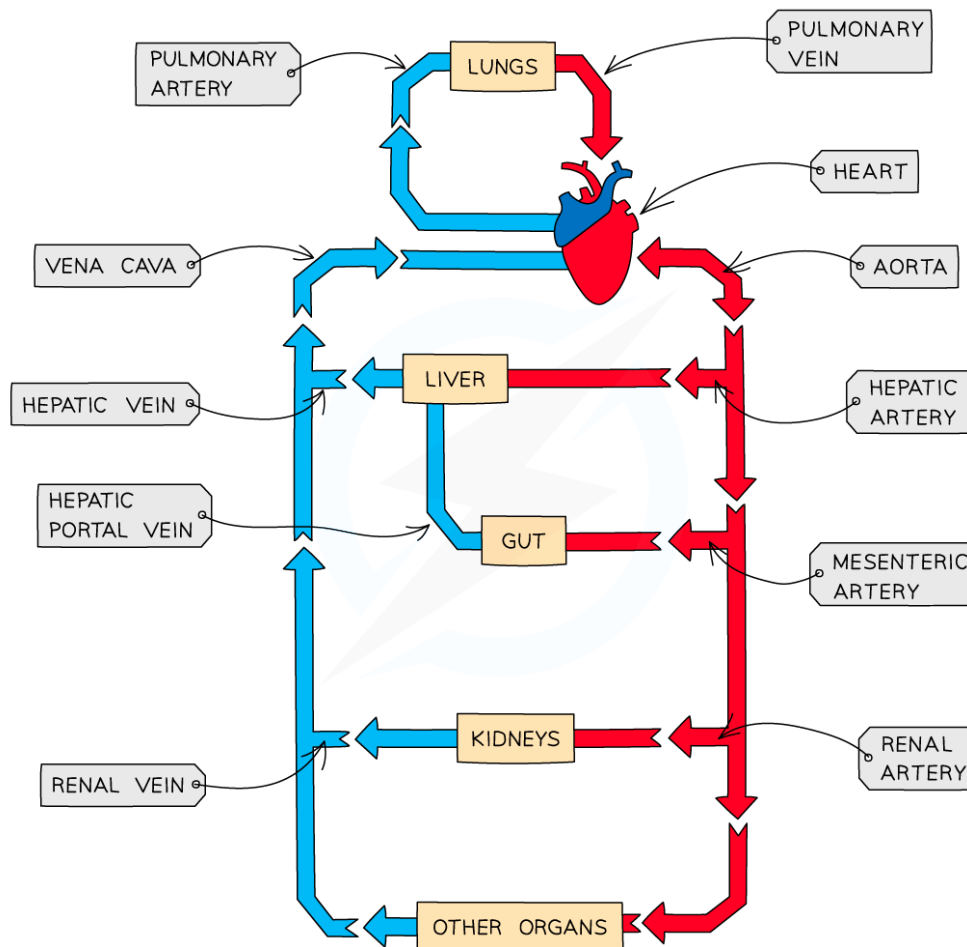 PULMONARY
ARTERY
LUNGS
PULMONARY
VEIN
HEART
VENA CAVA
AORTA
LIVER
HEPATIC VEIN
HEPATIC
ARTERY
HEPATIC
PORTAL VEIN
GUT
MESENTERIC
ARTERY
KIDNEYS
RENAL VEIN
RENAL
ARTERY
OTHER ORGANS